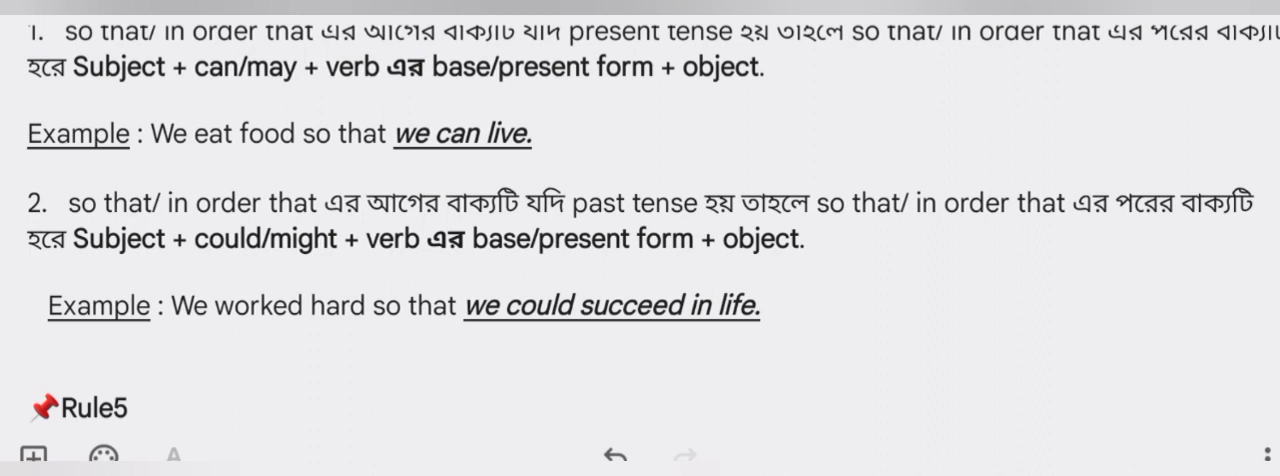 1. so that/ in order that এর আগের বাক্যটি যদি present tense হয় তাহলে so that/ in order that এর পরের
হবে Subject + can/may + verb এর base/present form + object.
Example : We eat food so that we can live.
2. so that/ in order that এর আগের বাক্যটি যদি past tense হয় তাহলে so that/ in order that এর পরের বাক্যটি
হবে Subject + could/might + verb এর base/present form + object.
Example : We worked hard so that we could succeed in life.
📌Rule5
A